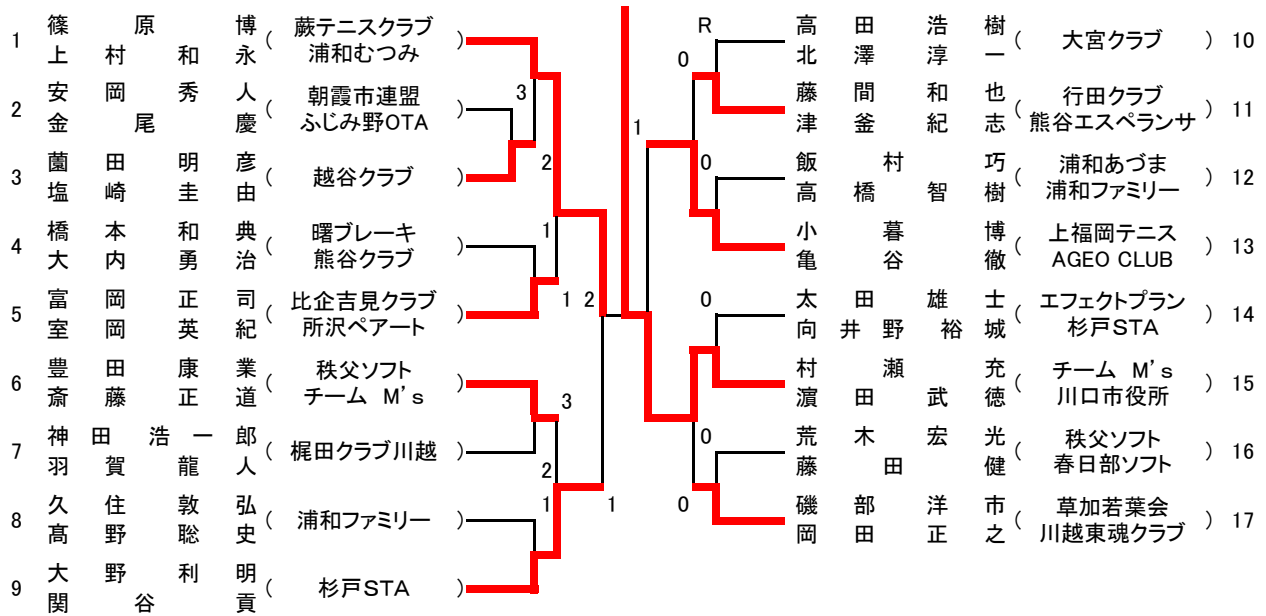 1 篠原博 上村和永 (蕨テニスクラブ 浦和むつみ)
2 安岡秀人 金尾慶 (朝霞市連盟 ふじみ野OTA)
3 薗田明彦 塩崎圭由 (越谷クラブ)
4 橋本和典 大内勇治 (曙ブレーキ 熊谷クラブ)
5 富岡正司 室岡英紀 (比企吉見クラブ 所沢ペアート)
6 豊田康業 斎藤正道 (秩父ソフト チーム M's)
7 神田浩一郎 羽賀龍人 (梶田クラブ川越)
8 久住敦弘 髙野聡史 (浦和ファミリー)
9 大野利明 関谷貢 (杉戸STA)
3
2
1
1
2
3
2
1
1
R
0
1
0
0
0
0
高田浩樹 北澤淳一 (大宮クラブ) 10
藤間和也 津釜紀志 (行田クラブ 熊谷エスペランサ) 11
飯村巧 高橋智樹 (浦和あづま 浦和ファミリー) 12
小暮博 亀谷徹 (上福岡テニス AGEO CLUB) 13
太田雄士 向井野裕城 (エフェクトプラン 杉戸STA) 14
村瀬充 濵田武徳 (チーム M's 川口市役所) 15
荒木宏光 藤田健 (秩父ソフト 春日部ソフト) 16
磯部洋市 岡田正之 (草加若葉会 川越東魂クラブ) 17